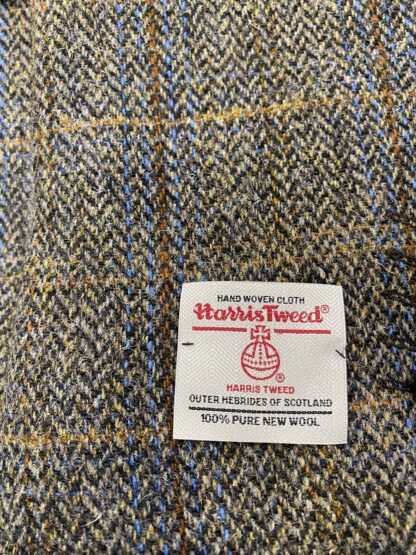 HAND WOVEN CLOTH
Harris Tweed®
®
HARRIS TWEED
OUTER HEBRIDES OF SCOTLAND
100% PURE NEW WOOL